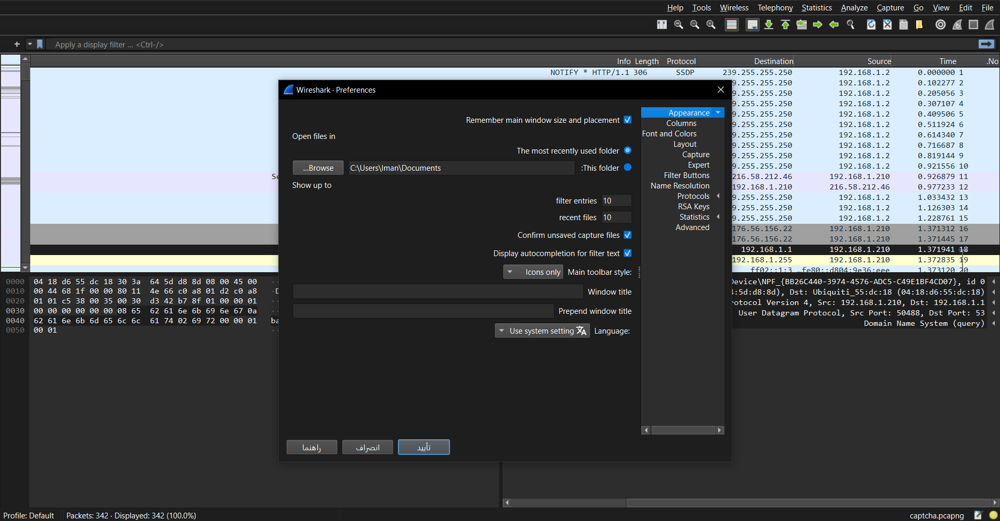 Help Tools Wireless Telephony Statistics Analyze Capture Go View Edit File
Apply a display filter ... <Ctrl-/>
Info Length Protocol Destination Source Time .No
NOTIFY * HTTP/1.1 306 SSDP 239.255.255.250 192.168.1.2 0.000000 1
9.255.255.250 192.168.1.2 0.102277 2
9.255.255.250 192.168.1.2 0.205056 3
9.255.255.250 192.168.1.2 0.307107 4
9.255.255.250 192.168.1.2 0.409506 5
9.255.255.250 192.168.1.2 0.511924 6
9.255.255.250 192.168.1.2 0.614340 7
9.255.255.250 192.168.1.2 0.716687 8
9.255.255.250 192.168.1.2 0.819144 9
9.255.255.250 192.168.1.2 0.921556 10
Se 216.58.212.46 192.168.1.210 0.926879 11
192.168.1.210 216.58.212.46 0.977233 12
9.255.255.250 192.168.1.2 1.033432 13
9.255.255.250 192.168.1.2 1.126303 14
9.255.255.250 192.168.1.2 1.228761 15
176.56.156.22 192.168.1.210 1.371312 16
176.56.156.22 192.168.1.210 1.371445 17
192.168.1.1 192.168.1.210 1.371941 18
192.168.1.255 192.168.1.210 1.372835 19
ff02::1:3 …fe80::d804:9e36:eee 1.373120 20
Wireshark · Preferences
Remember main window size and placement
Open files in
The most recently used folder
...Browse C:\Users\Iman\Documents :This folder
Show up to
filter entries 10
recent files 10
Confirm unsaved capture files
Display autocompletion for filter text
Icons only Main toolbar style:
Window title
Prepend window title
Use system setting Language:
Appearance
Columns
Font and Colors
Layout
Capture
Expert
Filter Buttons
Name Resolution
Protocols
RSA Keys
Statistics
Advanced
راهنما انصراف تأیید
0000 04 18 d6 55 dc 18 30 3a 64 5d d8 8d 08 00 45 00 ··
0010 00 44 68 1f 00 00 80 11 4e 66 c0 a8 01 d2 c0 a8 ·D
0020 01 01 c5 38 00 35 00 30 d3 42 b7 8f 01 00 00 01 ··
0030 00 00 00 00 00 00 08 65 62 61 6e 6b 69 6e 67 0a ··
0040 62 61 6e 6b 6d 65 6c 6c 61 74 02 69 72 00 00 01 ba
0050 00 01 ··
Device\NPF_{BB26C440-3974-4576-ADC5-C49E1BF4CD07}, id 0
4:5d:d8:8d), Dst: Ubiquiti_55:dc:18 (04:18:d6:55:dc:18)
rotocol Version 4, Src: 192.168.1.210, Dst: 192.168.1.1
User Datagram Protocol, Src Port: 50488, Dst Port: 53
Domain Name System (query)
Profile: Default Packets: 342 · Displayed: 342 (100.0%) captcha.pcapng